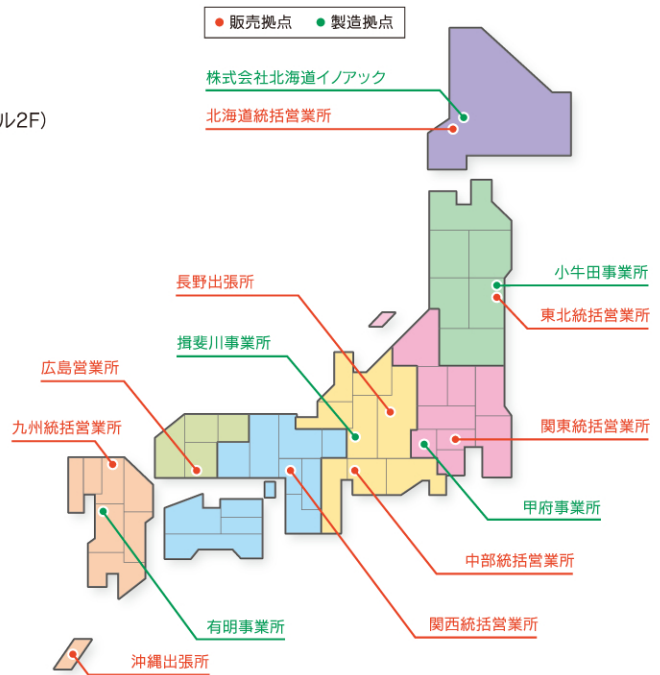 販売拠点 製造拠点
株式会社北海道イノアック
ル2F)
北海道統括営業所
小牛田事業所
長野出張所
東北統括営業所
揖斐川事業所
広島営業所
九州統括営業所
関東統括営業所
甲府事業所
中部統括営業所
有明事業所
関西統括営業所
沖縄出張所